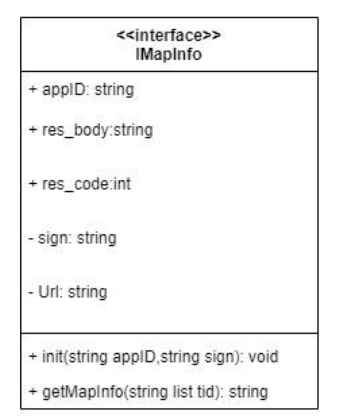 <<interface>>
IMapInfo
+ appID: string
+ res_body:string
+ res_code:int
- sign: string
- Url: string
+ init(string appID,string sign): void
+ getMapInfo(string list tid): string